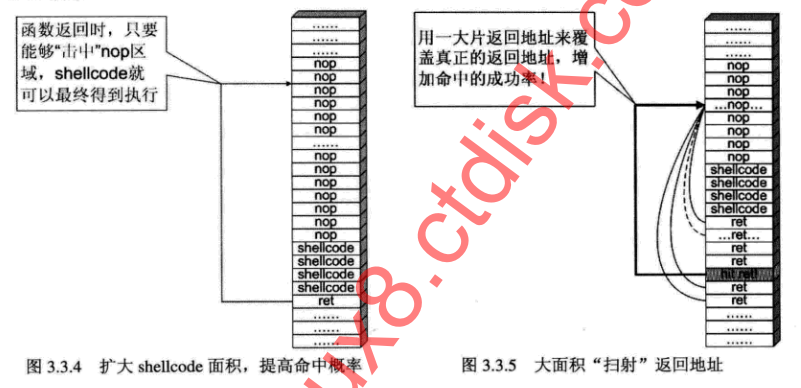 函数返回时，只要
能够“击中”nop区
域，shellcode就
可以最终得到执行
……
……
……
nop
nop
nop
nop
nop
nop
……
nop
nop
nop
nop
nop
nop
nop
shellcode
shellcode
shellcode
shellcode
ret
……
……
……
图 3.3.4 扩大 shellcode 面积，提高命中概率
用一大片返回地址来覆
盖真正的返回地址，增
加命中的成功率！
……
……
……
nop
nop
nop
…nop…
nop
nop
nop
nop
shellcode
shellcode
shellcode
shellcode
ret
…ret…
ret
ret
hit ret!
ret
ret
……
……
……
图 3.3.5 大面积“扫射”返回地址
ux8.ctdisk.co